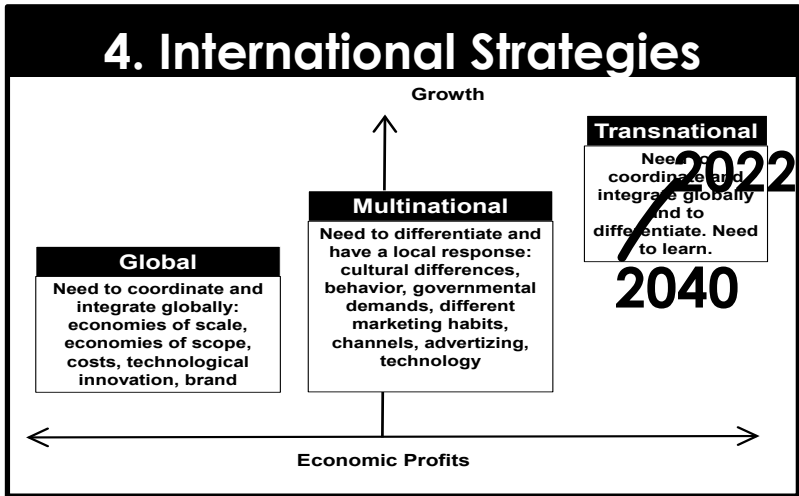 4. International Strategies
Growth
Transnational
Need to
coordinate and
integrate globally
and to
differentiate. Need
to learn.
2022
2040
Multinational
Need to differentiate and
have a local response:
cultural differences,
behavior, governmental
demands, different
marketing habits,
channels, advertizing,
technology
Global
Need to coordinate and
integrate globally:
economies of scale,
economies of scope,
costs, technological
innovation, brand
Economic Profits